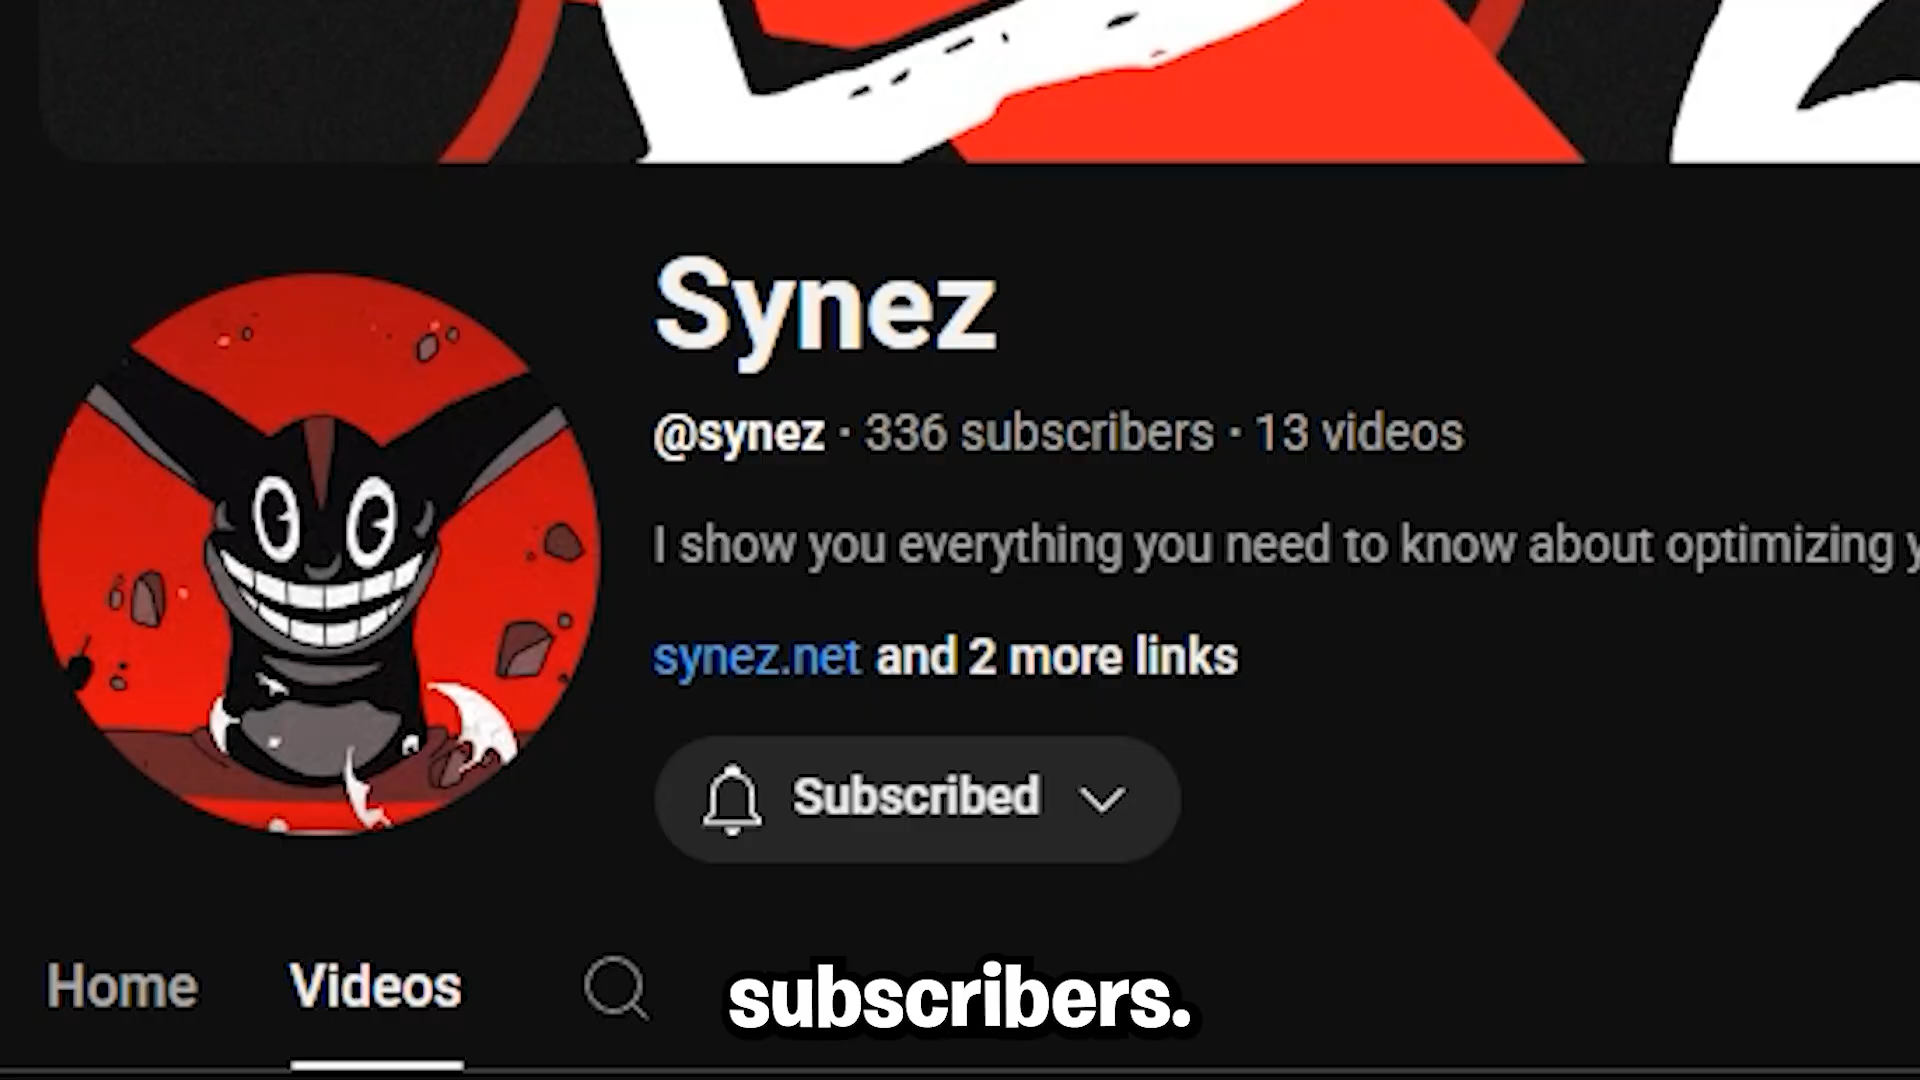 Synez
@synez · 336 subscribers · 13 videos
I show you everything you need to know about optimizing y
synez.net and 2 more links
Subscribed
Home Videos
subscribers.